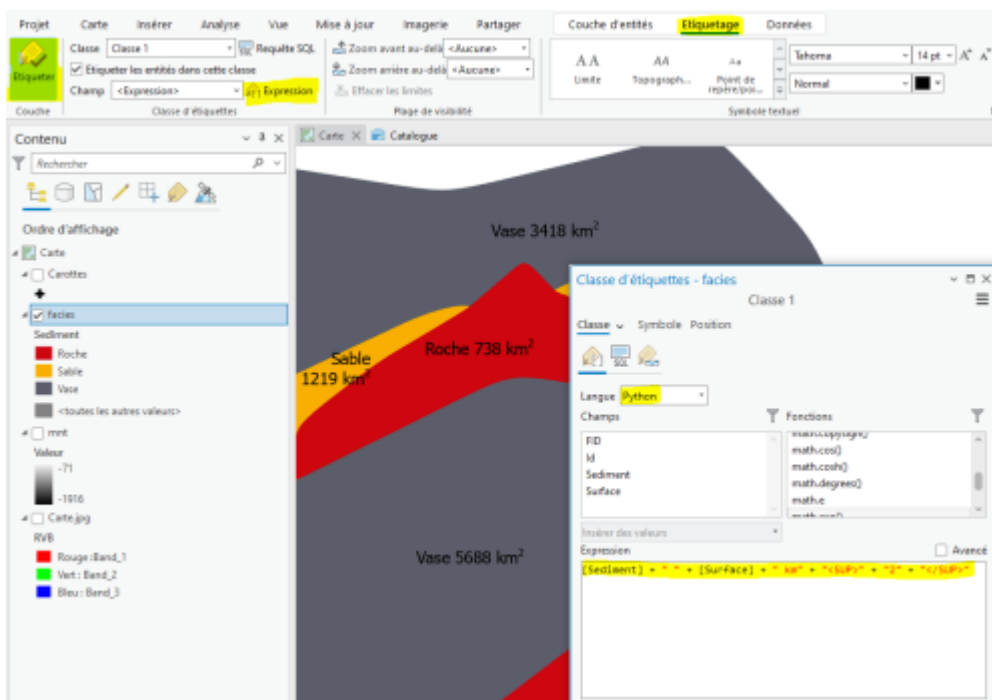 Projet Carte Insérer Analyse Vue Mise à jour Imagerie Partager Couche d'entités Etiquetage Données
Etiqueter
Classe Classe 1 Requête SQL
Etiqueter les entités dans cette classe
Champ <Expression> Expression
Zoom avant au-delà <Aucune>
Zoom arrière au-delà <Aucune>
Effacer les limites
AA AA Aa
Limite Topograph... Point de repère/poi...
Tahoma 14 pt
Normal
Couche Classe d'étiquettes Plage de visibilité Symbole textuel
Contenu
Rechercher
Ordre d'affichage
Carte
Carottes
facies
Sediment
Roche
Sable
Vase
<toutes les autres valeurs>
mnt
Valeur
-71
-1916
Carte.jpg
RVB
Rouge : Band_1
Vert : Band_2
Bleu : Band_3
Carte Catalogue
Vase 3418 km²
Sable
1219 km²
Roche 738 km²
Vase 5688 km²
Classe d'étiquettes - facies
Classe 1
Classe Symbole Position
SQL
Langue Python
Champs Fonctions
FID
Id
Sediment
Surface
math.copysign()
math.cos()
math.cosh()
math.degrees()
math.e
math.exp()
Insérer des valeurs
Expression Avancé
[Sediment] + " " + [Surface] + " km" + "<SUP>" + "2" + "</SUP>"